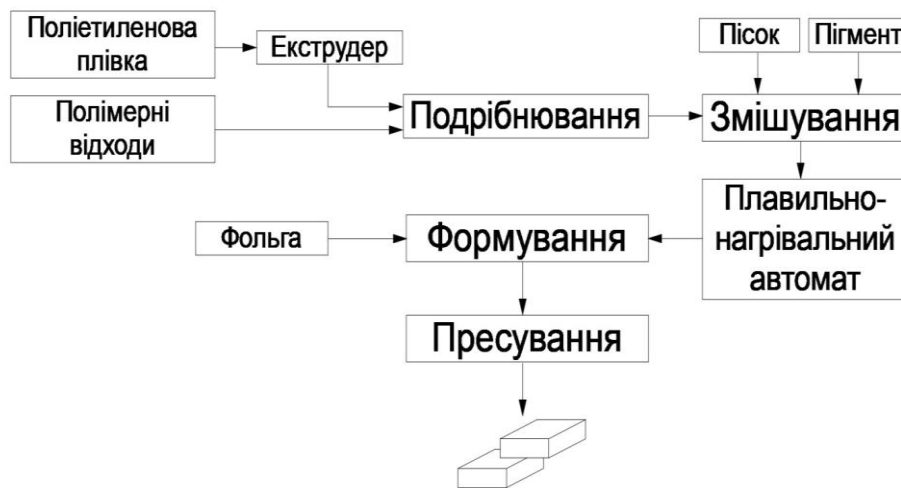 Поліетиленова
плівка
Екструдер
Пісок
Пігмент
Полімерні
відходи
Подрібнювання
Змішування
Фольга
Формування
Плавильно-
нагрівальний
автомат
Пресування